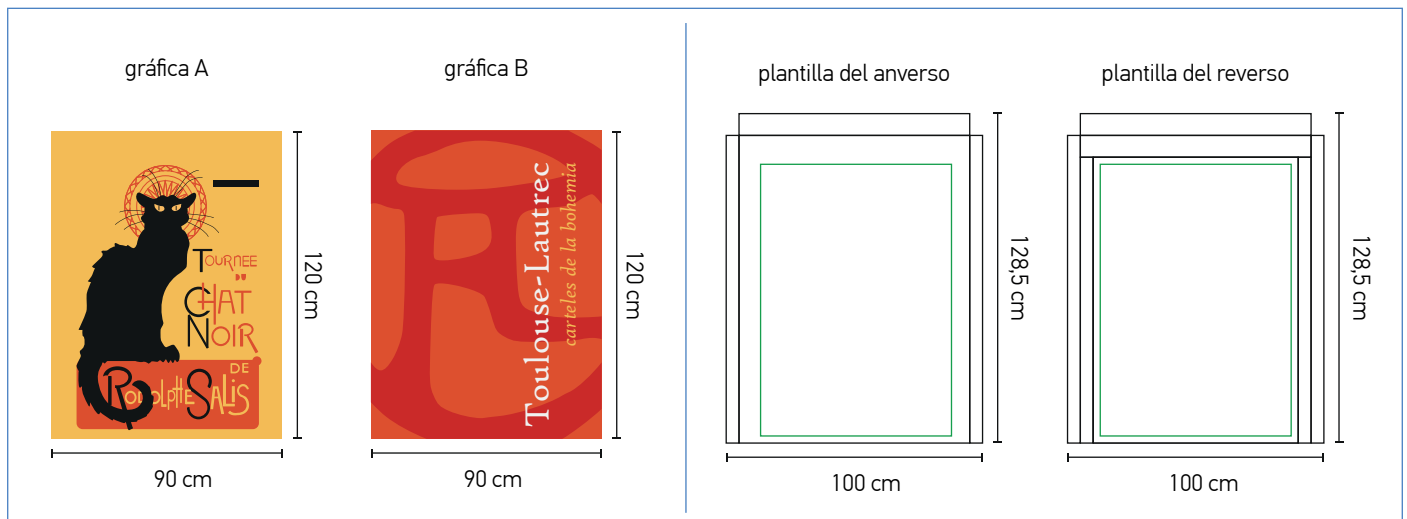 gráfica A
gráfica B
plantilla del anverso
plantilla del reverso
TOURNEE
DU
CHAT
NOIR
DE
RODOLPHE SALIS
120 cm
90 cm
Toulouse-Lautrec
carteles de la bohemia
120 cm
90 cm
128,5 cm
100 cm
128,5 cm
100 cm